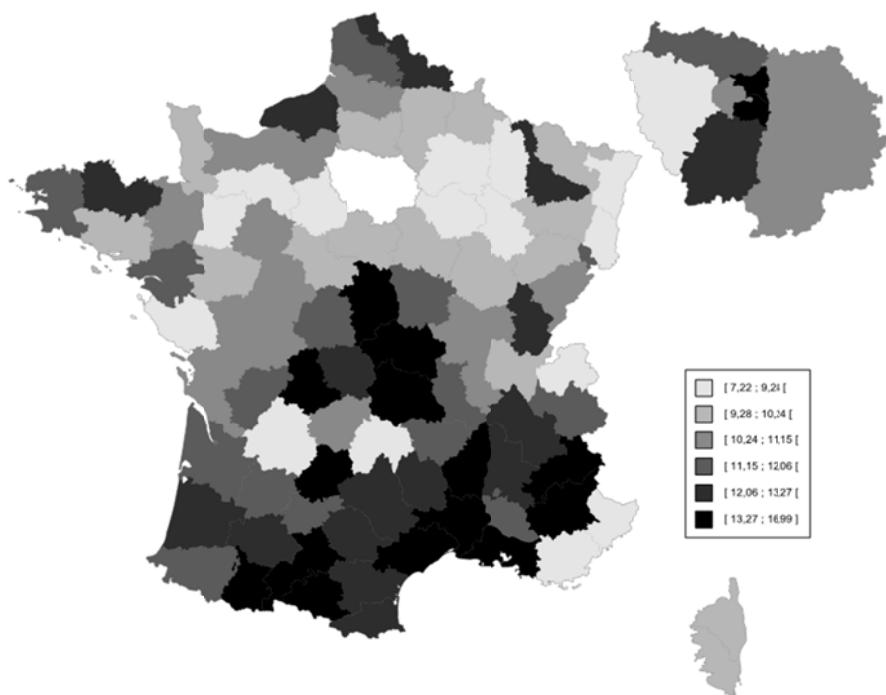 [ 7,22 ; 9,28 [
[ 9,28 ; 10,24 [
[ 10,24 ; 11,15 [
[ 11,15 ; 12,06 [
[ 12,06 ; 13,27 [
[ 13,27 ; 16,99 ]